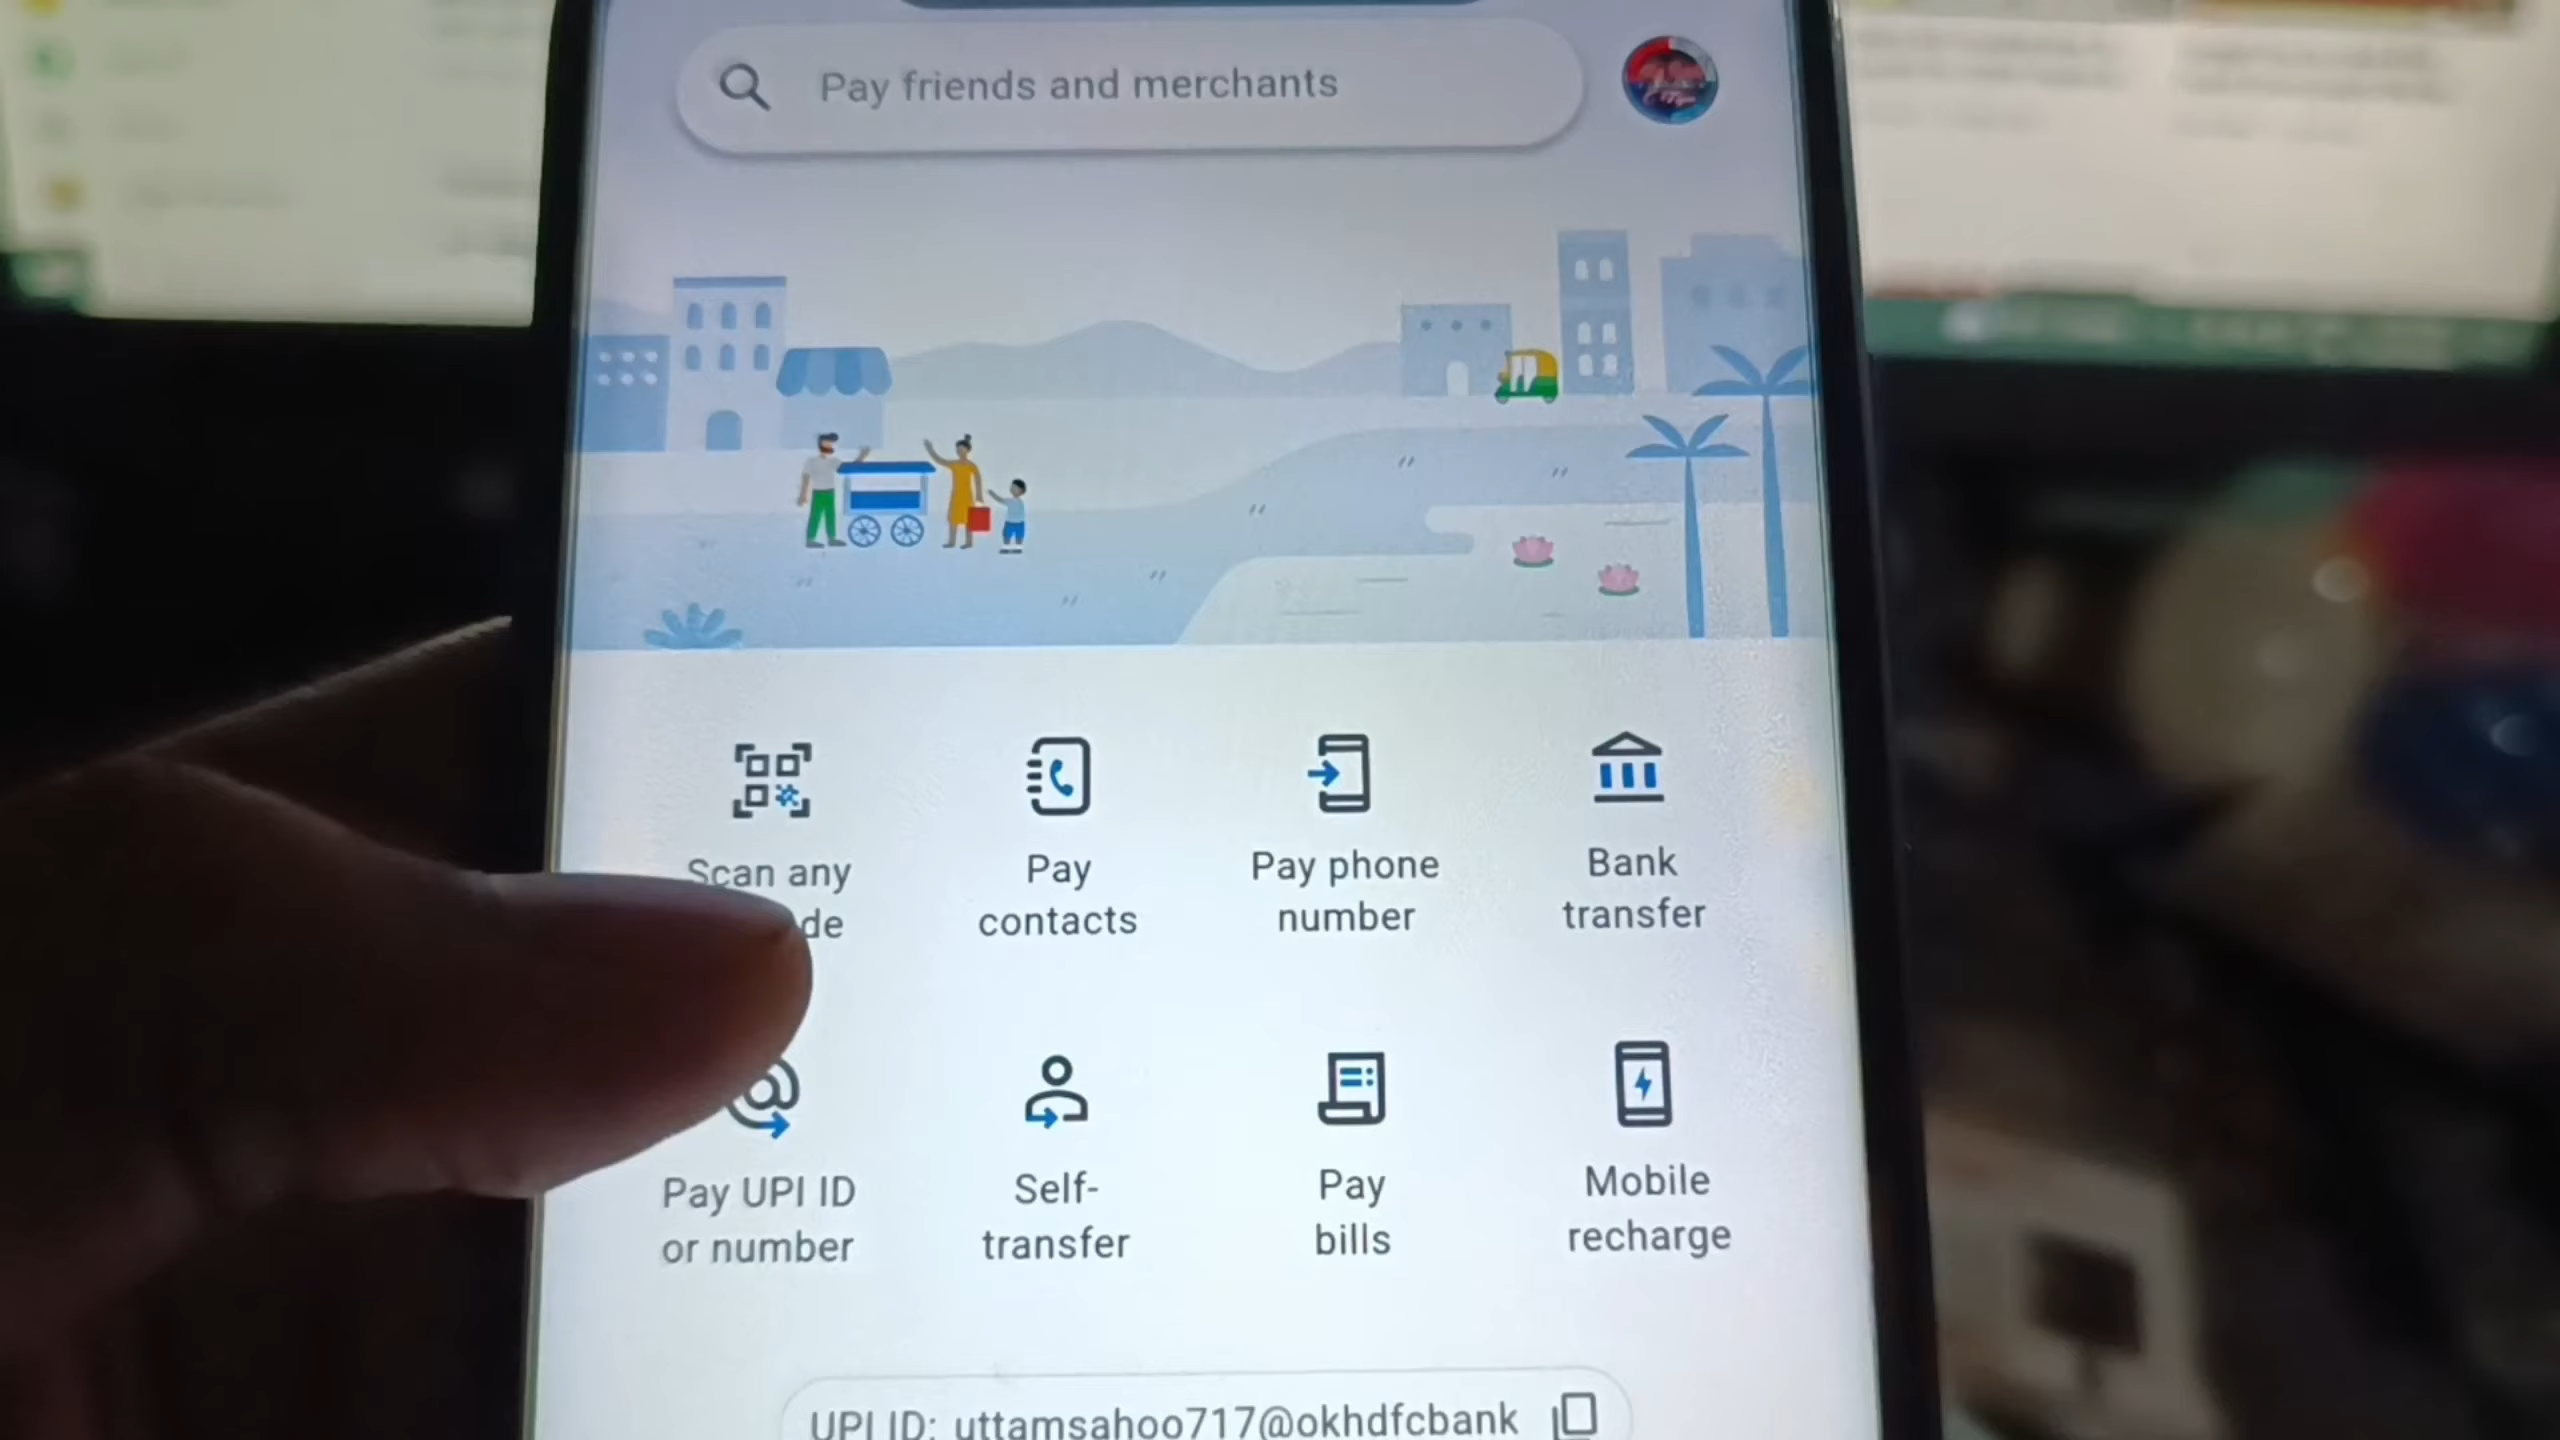 Pay friends and merchants
Scan any
de
Pay
contacts
Pay phone
number
Bank
transfer
Pay UPI ID
or number
Self-
transfer
Pay
bills
Mobile
recharge
UPI ID: uttamsahoo717@okhdfcbank